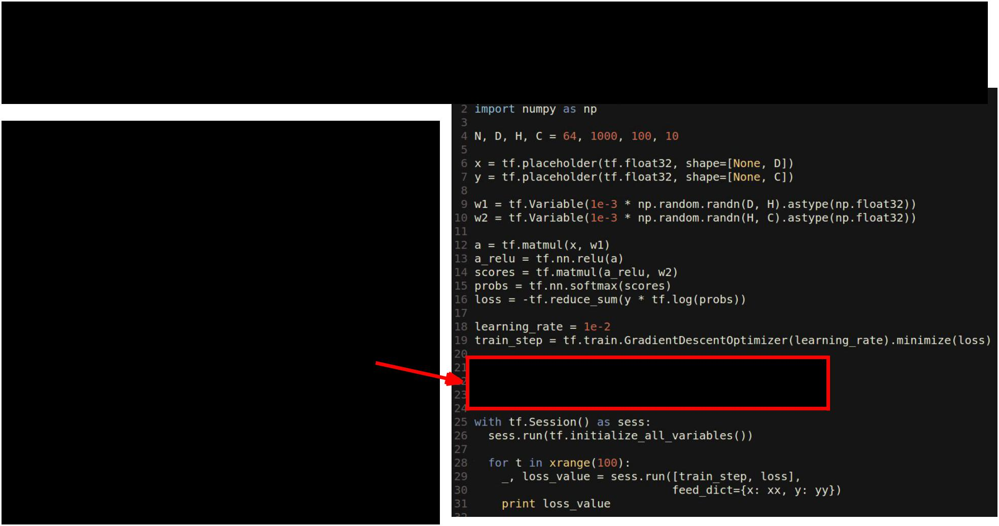 2 import numpy as np
3
4 N, D, H, C = 64, 1000, 100, 10
5
6 x = tf.placeholder(tf.float32, shape=[None, D])
7 y = tf.placeholder(tf.float32, shape=[None, C])
8
9 w1 = tf.Variable(1e-3 * np.random.randn(D, H).astype(np.float32))
10 w2 = tf.Variable(1e-3 * np.random.randn(H, C).astype(np.float32))
11
12 a = tf.matmul(x, w1)
13 a_relu = tf.nn.relu(a)
14 scores = tf.matmul(a_relu, w2)
15 probs = tf.nn.softmax(scores)
16 loss = -tf.reduce_sum(y * tf.log(probs))
17
18 learning_rate = 1e-2
19 train_step = tf.train.GradientDescentOptimizer(learning_rate).minimize(loss)
20
21
23
24
25 with tf.Session() as sess:
26   sess.run(tf.initialize_all_variables())
27
28   for t in xrange(100):
29     _, loss_value = sess.run([train_step, loss],
30                              feed_dict={x: xx, y: yy})
31     print loss_value
32